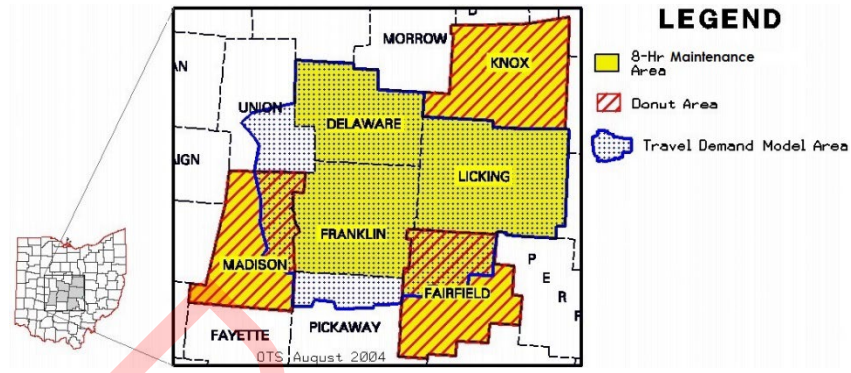 LEGEND
8-Hr Maintenance
Area
Donut Area
Travel Demand Model Area
MORROW
KNOX
AN
UNION
DELAWARE
IGN
LICKING
FRANKLIN
MADISON
FAIRFIELD
P
E
R
FAYETTE
PICKAWAY
OTS August 2004